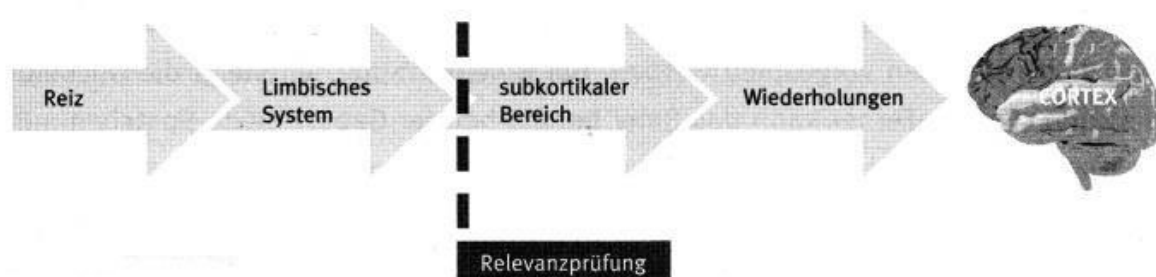 Reiz
Limbisches
System
subkortikaler
Bereich
Wiederholungen
CORTEX
Relevanzprüfung